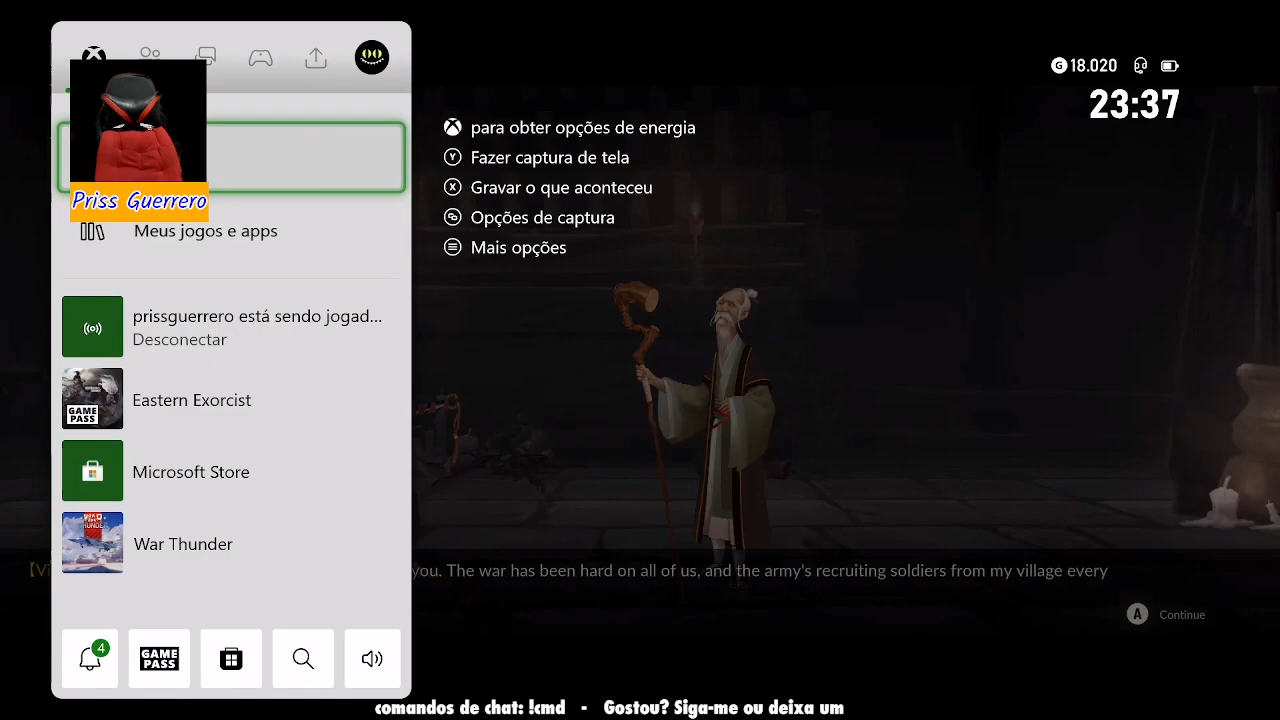 18.020
23:37
Priss Guerrero
para obter opções de energia
Fazer captura de tela
Gravar o que aconteceu
Opções de captura
Mais opções
Meus jogos e apps
prissguerrero está sendo jogad...
Desconectar
GAME PASS
Eastern Exorcist
Microsoft Store
War Thunder
you. The war has been hard on all of us, and the army's recruiting soldiers from my village every
A Continue
4
GAME PASS
comandos de chat: !cmd - Gostou? Siga-me ou deixa um